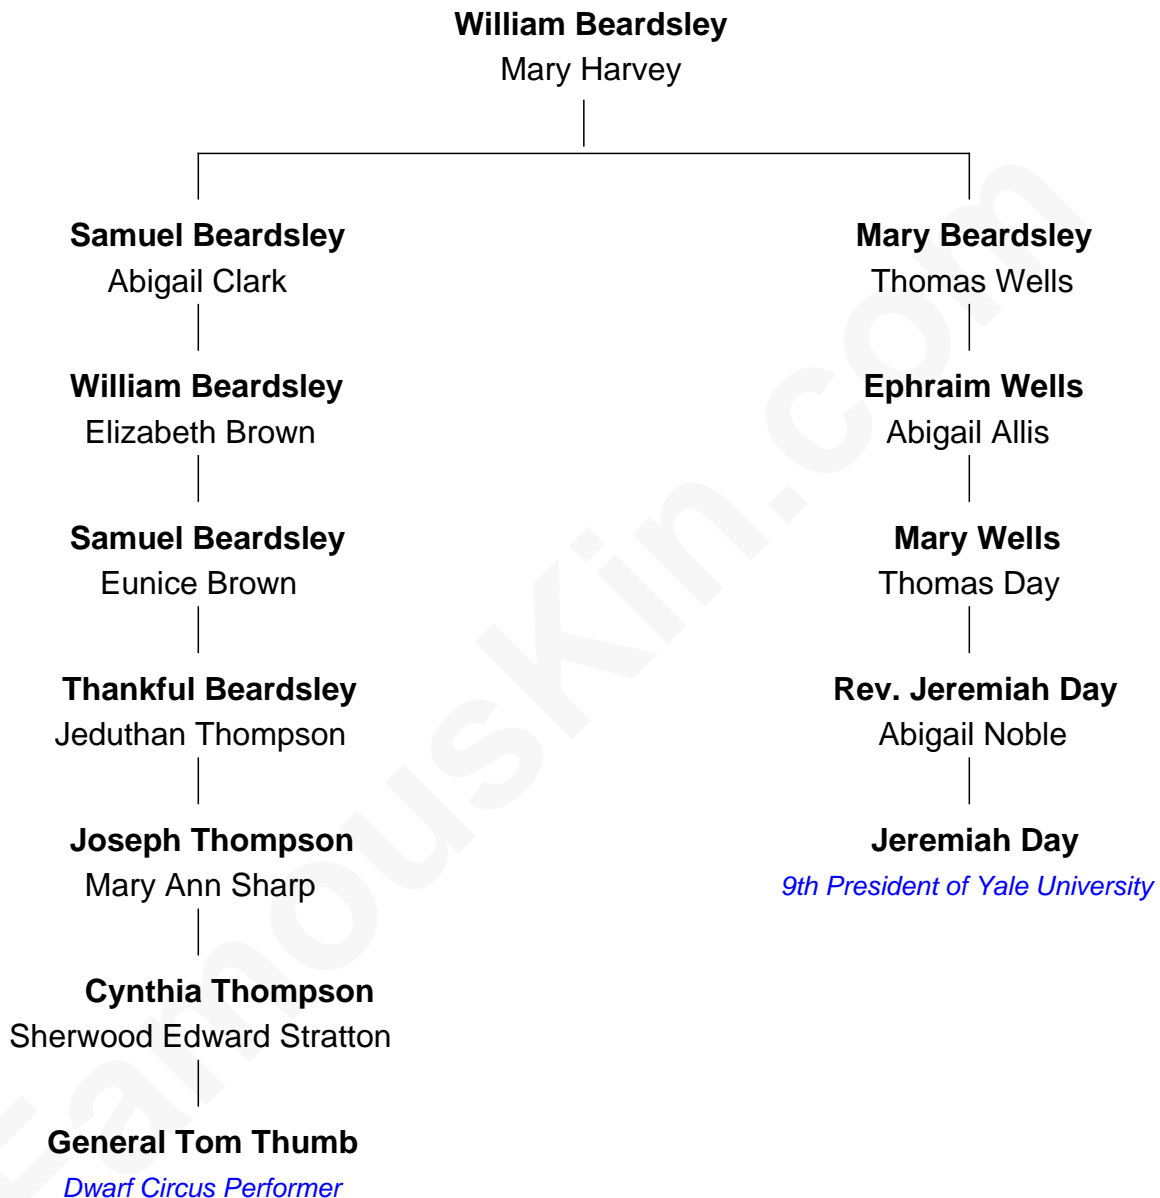 William Beardsley
Mary Harvey
Samuel Beardsley
Abigail Clark
Mary Beardsley
Thomas Wells
William Beardsley
Elizabeth Brown
Ephraim Wells
Abigail Allis
Samuel Beardsley
Eunice Brown
Mary Wells
Thomas Day
Thankful Beardsley
Jeduthan Thompson
Rev. Jeremiah Day
Abigail Noble
Joseph Thompson
Mary Ann Sharp
Jeremiah Day
9th President of Yale University
Cynthia Thompson
Sherwood Edward Stratton
General Tom Thumb
Dwarf Circus Performer
FamousKin.com